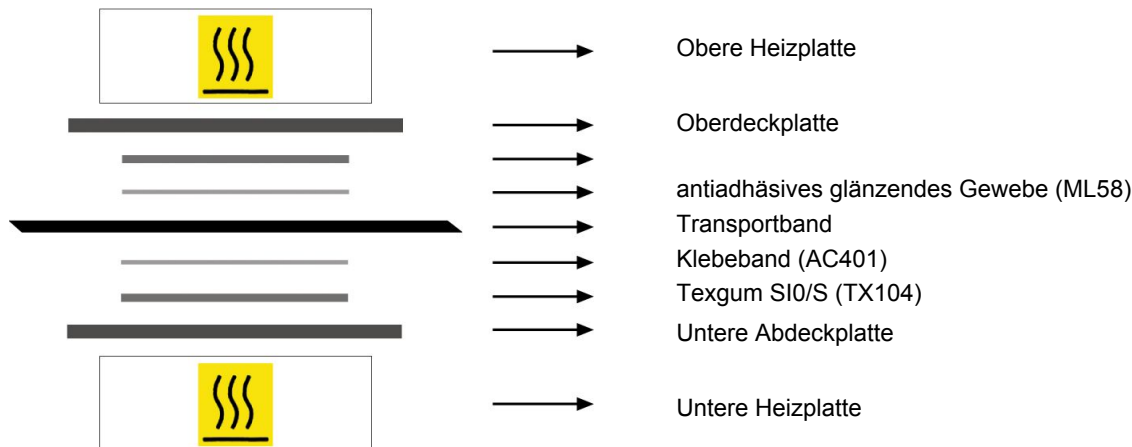 Obere Heizplatte
Oberdeckplatte
antiadhäsives glänzendes Gewebe (ML58)
Transportband
Klebeband (AC401)
Texgum SI0/S (TX104)
Untere Abdeckplatte
Untere Heizplatte